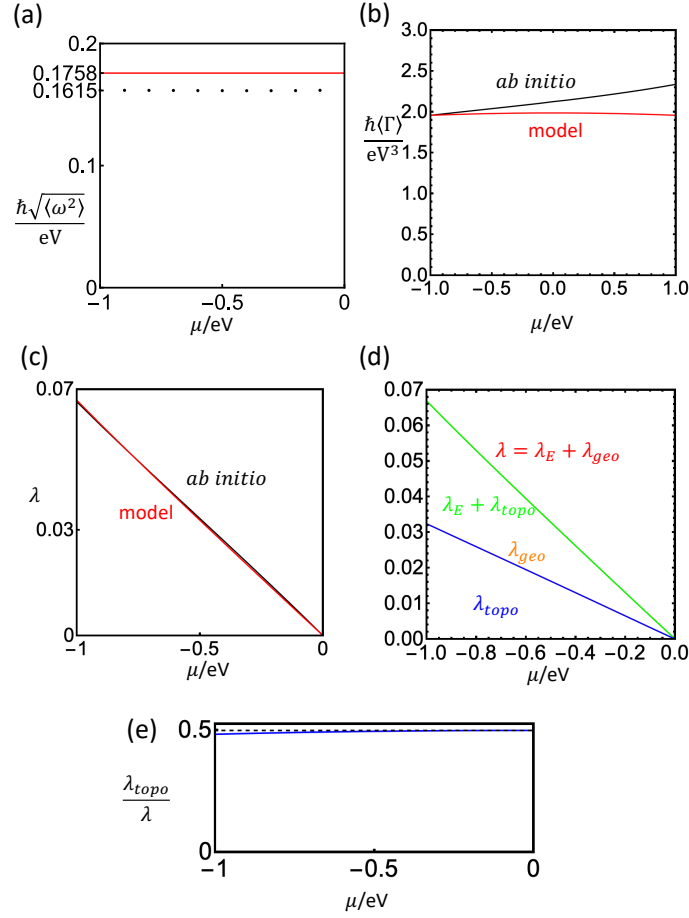 (a)
0.2
0.1758
0.1615
0.1
0
ℏ√⟨ω²⟩
eV
−1
−0.5
0
μ/eV
(b)
3.0
2.5
2.0
1.5
1.0
0.5
0.0
ℏ⟨Γ⟩
eV³
ab initio
model
−1.0
−0.5
0.0
0.5
1.0
μ/eV
(c)
0.07
0.03
0
λ
ab initio
model
−1
−0.5
0
μ/eV
(d)
0.07
0.06
0.05
0.04
0.03
0.02
0.01
0.00
λ = λ_E + λ_geo
λ_E + λ_topo
λ_geo
λ_topo
−1.0 −0.8 −0.6 −0.4 −0.2 0.0
μ/eV
(e)
0.5
0
λ_topo
λ
−1
−0.5
0
μ/eV